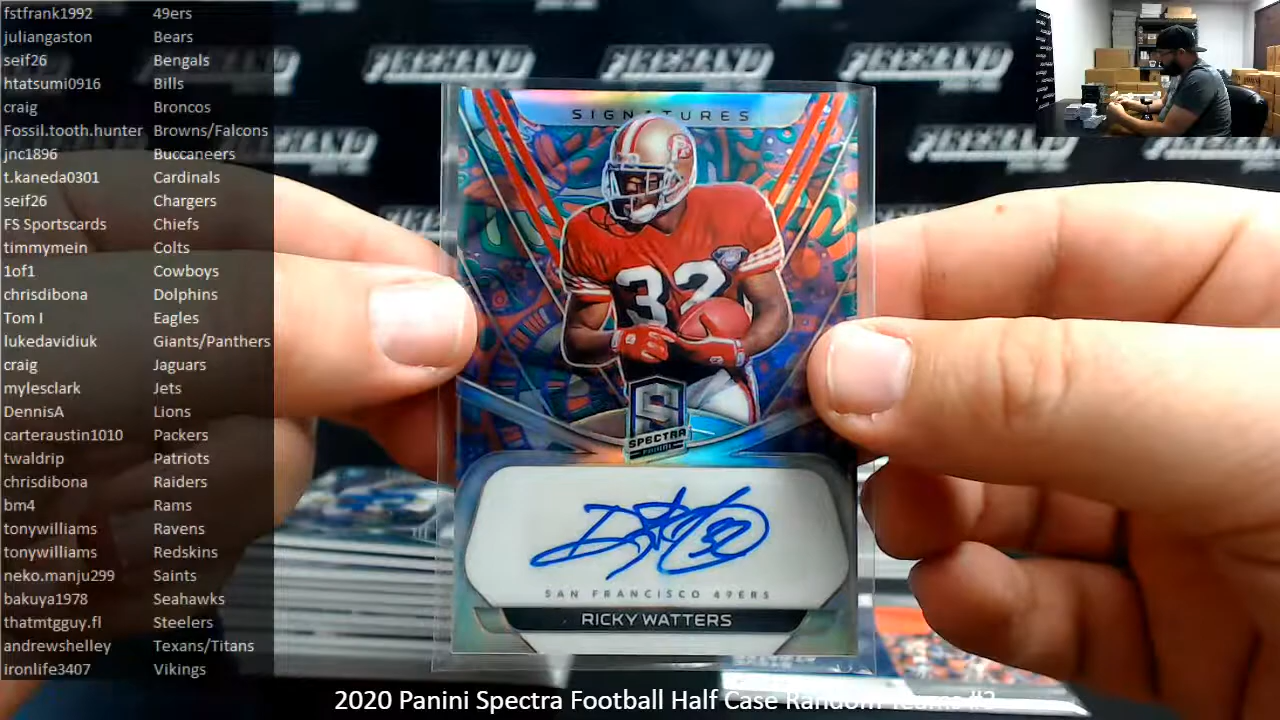 fstfrank1992 49ers
juliangaston Bears
seif26 Bengals
htatsumi0916 Bills
craig Broncos
Fossil.tooth.hunter Browns/Falcons
jnc1896 Buccaneers
t.kaneda0301 Cardinals
seif26 Chargers
FS Sportscards Chiefs
timmymein Colts
1of1 Cowboys
chrisdibona Dolphins
Tom I Eagles
lukedavidiuk Giants/Panthers
craig Jaguars
mylesclark Jets
DennisA Lions
carteraustin1010 Packers
twaldrip Patriots
chrisdibona Raiders
bm4 Rams
tonywilliams Ravens
tonywilliams Redskins
neko.manju299 Saints
bakuya1978 Seahawks
thatmtgguy.fl Steelers
andrewshelley Texans/Titans
ironlife3407 Vikings
SIGNATURES
32
SPECTRA
PANINI
32
SAN FRANCISCO 49ERS
RICKY WATTERS
2020 Panini Spectra Football Half Case Random Teams #3